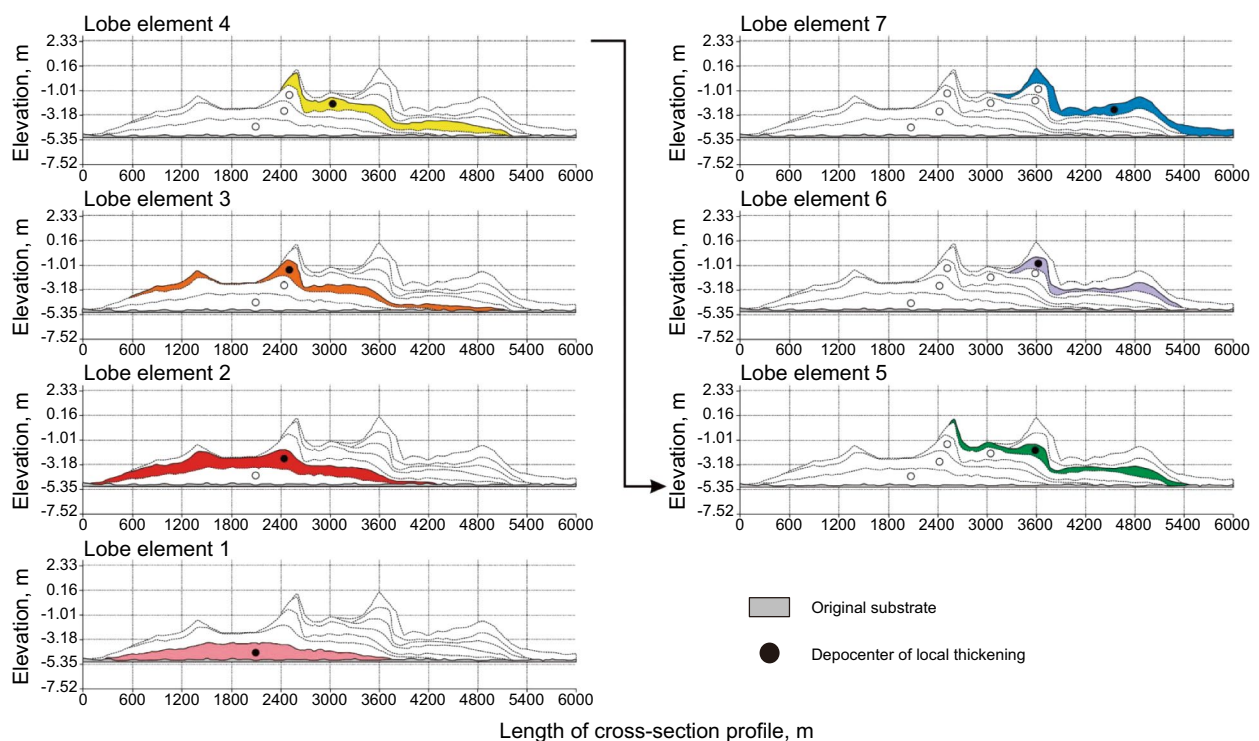 Lobe element 4
Elevation, m
2.33
0.16
-1.01
-3.18
-5.35
-7.52
0 600 1200 1800 2400 3000 3600 4200 4800 5400 6000
Lobe element 3
Elevation, m
2.33
0.16
-1.01
-3.18
-5.35
-7.52
0 600 1200 1800 2400 3000 3600 4200 4800 5400 6000
Lobe element 2
Elevation, m
2.33
0.16
-1.01
-3.18
-5.35
-7.52
0 600 1200 1800 2400 3000 3600 4200 4800 5400 6000
Lobe element 1
Elevation, m
2.33
0.16
-1.01
-3.18
-5.35
-7.52
0 600 1200 1800 2400 3000 3600 4200 4800 5400 6000
Lobe element 7
Elevation, m
2.33
0.16
-1.01
-3.18
-5.35
-7.52
0 600 1200 1800 2400 3000 3600 4200 4800 5400 6000
Lobe element 6
Elevation, m
2.33
0.16
-1.01
-3.18
-5.35
-7.52
0 600 1200 1800 2400 3000 3600 4200 4800 5400 6000
Lobe element 5
Elevation, m
2.33
0.16
-1.01
-3.18
-5.35
-7.52
0 600 1200 1800 2400 3000 3600 4200 4800 5400 6000
Original substrate
Depocenter of local thickening
Length of cross-section profile, m